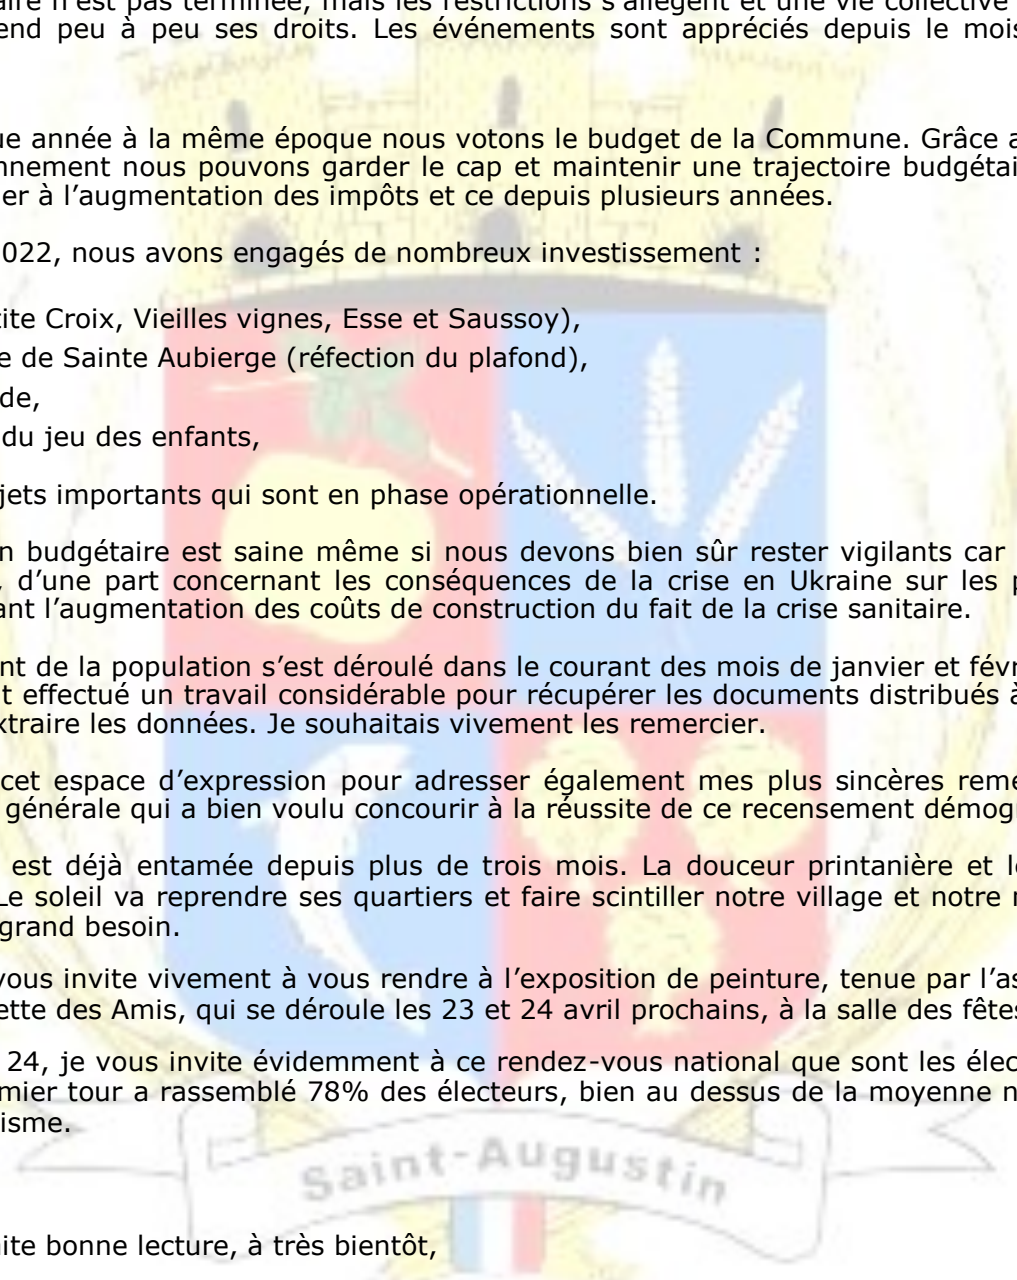 aire n'est pas terminée, mais les restrictions s'allègent et une vie collective
end peu à peu ses droits. Les événements sont appréciés depuis le mois
ue année à la même époque nous votons le budget de la Commune. Grâce a
nnement nous pouvons garder le cap et maintenir une trajectoire budgétai
er à l'augmentation des impôts et ce depuis plusieurs années.
022, nous avons engagés de nombreux investissement :
tite Croix, Vieilles vignes, Esse et Saussoy),
e de Sainte Aubierge (réfection du plafond),
de,
du jeu des enfants,
jets importants qui sont en phase opérationnelle.
n budgétaire est saine même si nous devons bien sûr rester vigilants car
, d'une part concernant les conséquences de la crise en Ukraine sur les p
ant l'augmentation des coûts de construction du fait de la crise sanitaire.
nt de la population s'est déroulé dans le courant des mois de janvier et févr
t effectué un travail considérable pour récupérer les documents distribués à
xtraire les données. Je souhaitais vivement les remercier.
cet espace d'expression pour adresser également mes plus sincères reme
générale qui a bien voulu concourir à la réussite de ce recensement démog
est déjà entamée depuis plus de trois mois. La douceur printanière et l
Le soleil va reprendre ses quartiers et faire scintiller notre village et notre
grand besoin.
vous invite vivement à vous rendre à l'exposition de peinture, tenue par l'as
ette des Amis, qui se déroule les 23 et 24 avril prochains, à la salle des fêtes
24, je vous invite évidemment à ce rendez-vous national que sont les élec
mier tour a rassemblé 78% des électeurs, bien au dessus de la moyenne n
isme.
Saint-Augustin
ite bonne lecture, à très bientôt,